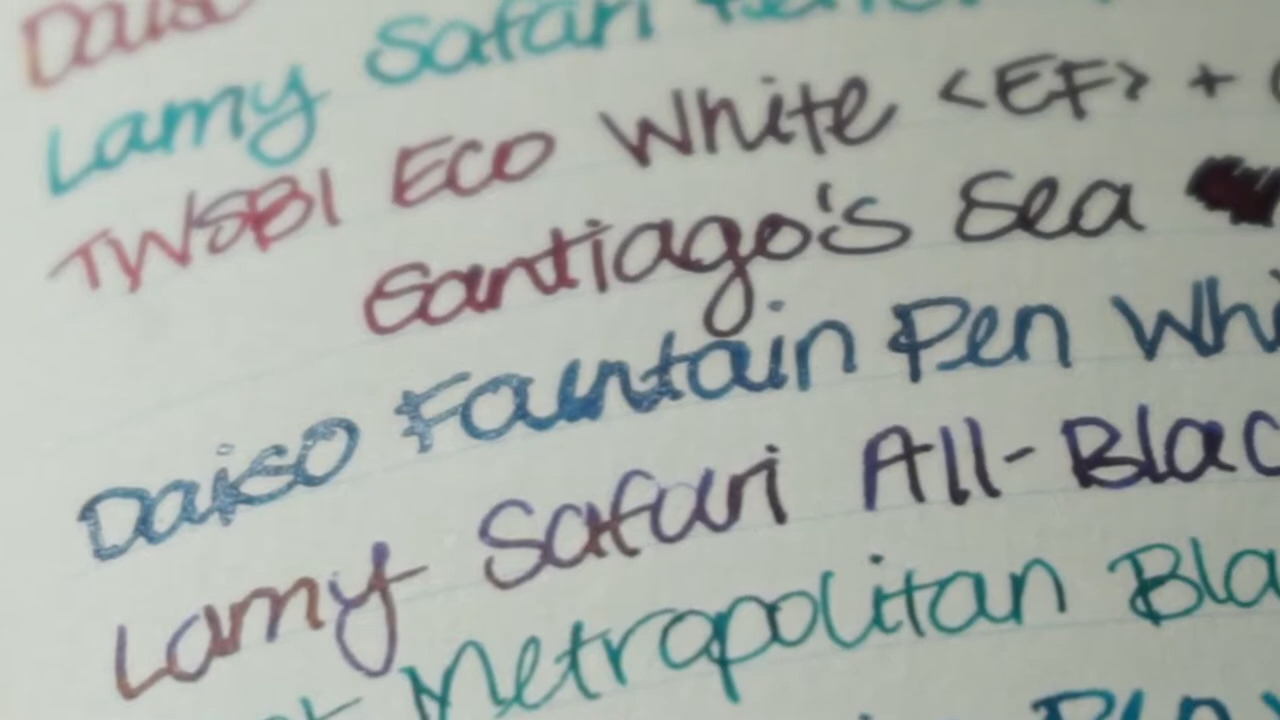 Lamy Safari
TWSBI Eco White <EF> +
Santiago's Sea
Daiso Fountain Pen
Lamy Safari All-
Metropolitan